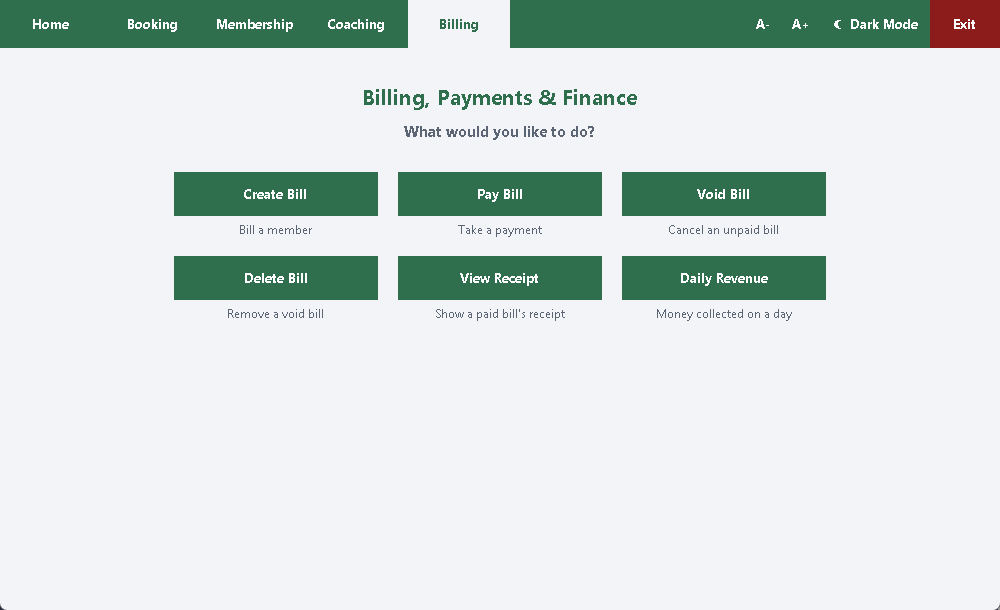 Home Booking Membership Coaching Billing A- A+ ☾ Dark Mode Exit
Billing, Payments & Finance
What would you like to do?
Create Bill Pay Bill Void Bill
Bill a member Take a payment Cancel an unpaid bill
Delete Bill View Receipt Daily Revenue
Remove a void bill Show a paid bill's receipt Money collected on a day